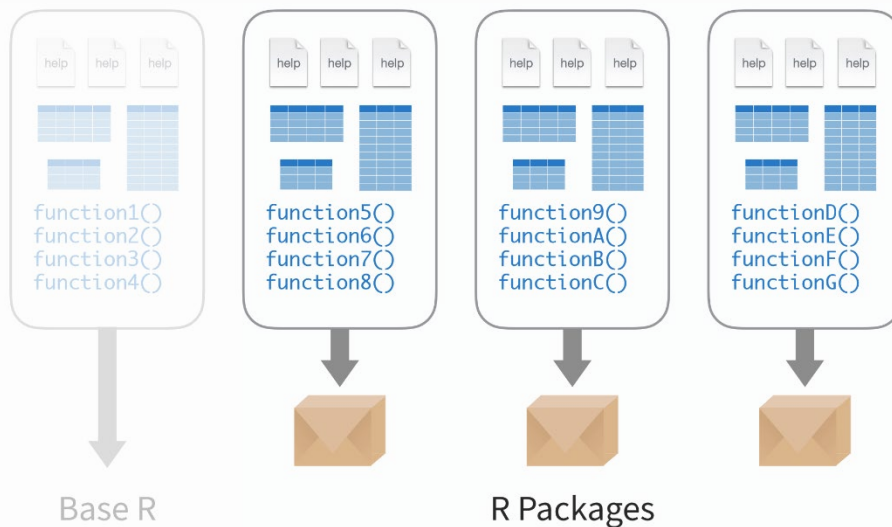 help help help
function1()
function2()
function3()
function4()
help help help
function5()
function6()
function7()
function8()
help help help
function9()
functionA()
functionB()
functionC()
help help help
functionD()
functionE()
functionF()
functionG()
Base R
R Packages